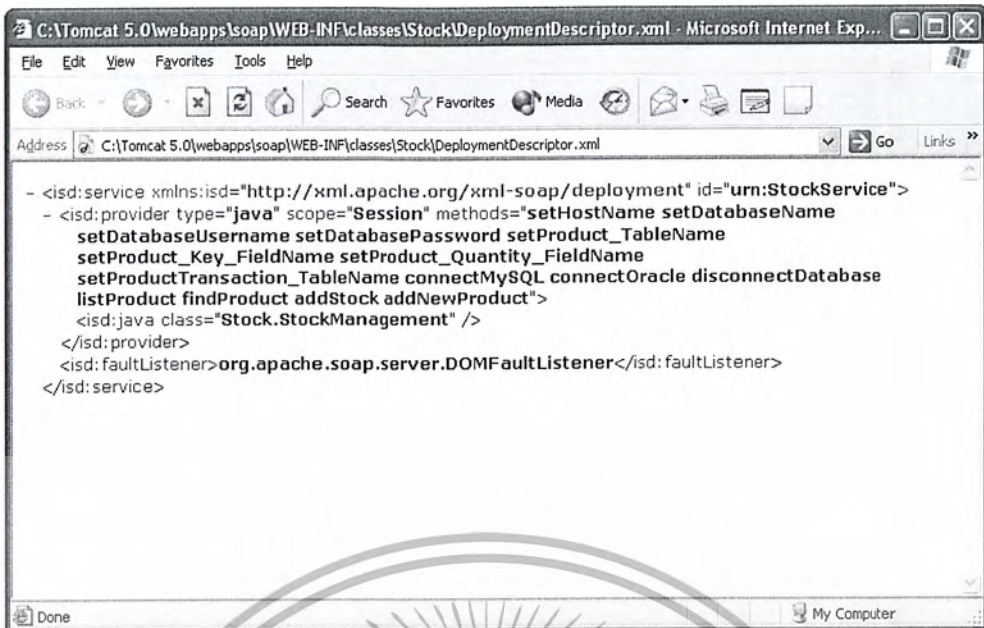 C:\Tomcat 5.0\webapps\soap\WEB-INF\classes\Stock\DeploymentDescriptor.xml - Microsoft Internet Exp...
File Edit View Favorites Tools Help
Back Search Favorites Media
Address C:\Tomcat 5.0\webapps\soap\WEB-INF\classes\Stock\DeploymentDescriptor.xml Go Links »
- <isd:service xmlns:isd="http://xml.apache.org/xml-soap/deployment" id="urn:StockService">
- <isd:provider type="java" scope="Session" methods="setHostName setDatabaseName
setDatabaseUsername setDatabasePassword setProduct_TableName
setProduct_Key_FieldName setProduct_Quantity_FieldName
setProductTransaction_TableName connectMySQL connectOracle disconnectDatabase
listProduct findProduct addStock addNewProduct">
<isd:java class="Stock.StockManagement" />
</isd:provider>
<isd:faultListener>org.apache.soap.server.DOMFaultListener</isd:faultListener>
</isd:service>
Done My Computer